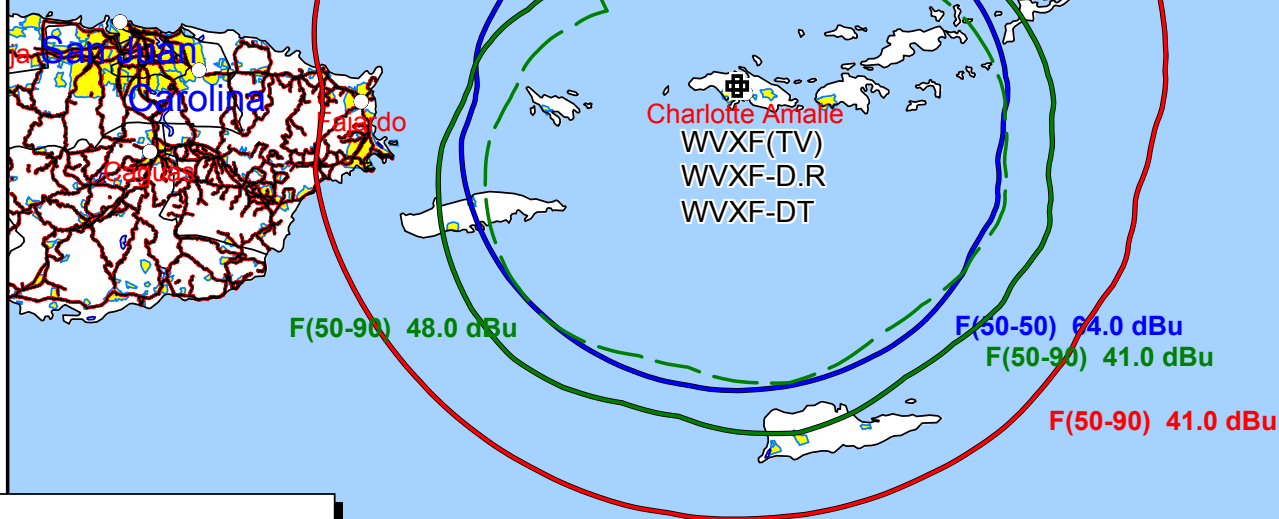 ja
San Juan
Carolina
Fajardo
Caguas
Charlotte Amalie
WVXF(TV)
WVXF-D.R
WVXF-DT
F(50-90) 48.0 dBu
F(50-50) 64.0 dBu
F(50-90) 41.0 dBu
F(50-90) 41.0 dBu